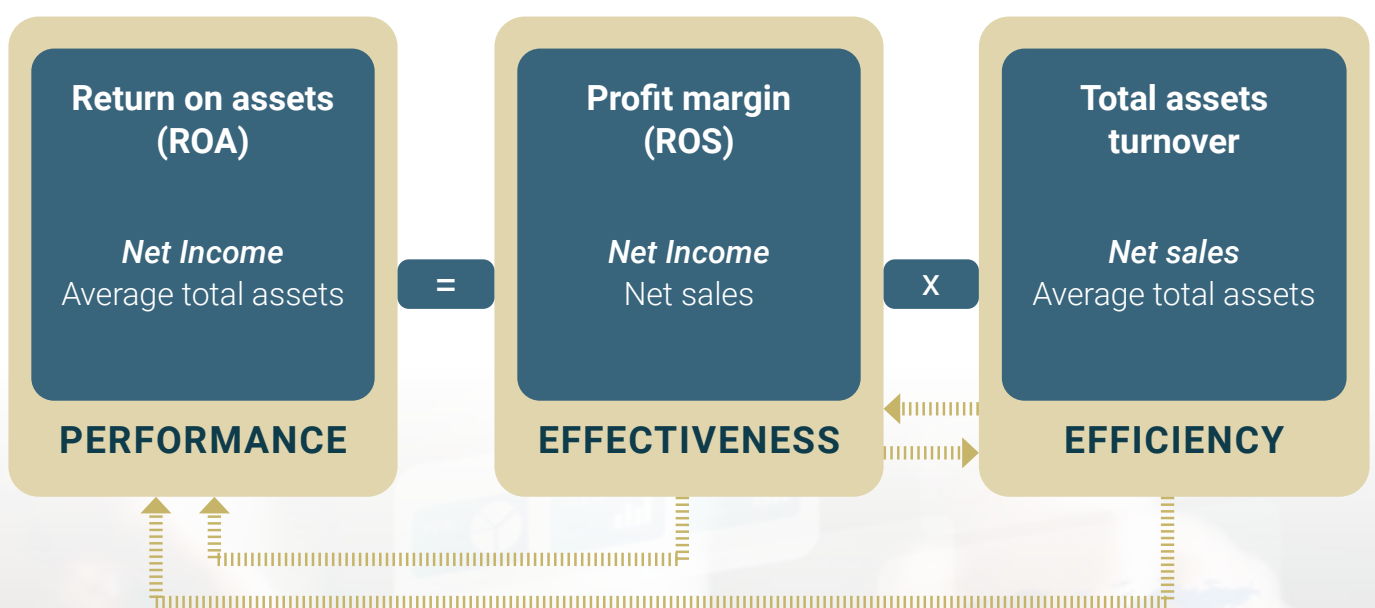 Return on assets
(ROA)
Net Income
Average total assets
PERFORMANCE
=
Profit margin
(ROS)
Net Income
Net sales
EFFECTIVENESS
x
Total assets
turnover
Net sales
Average total assets
EFFICIENCY